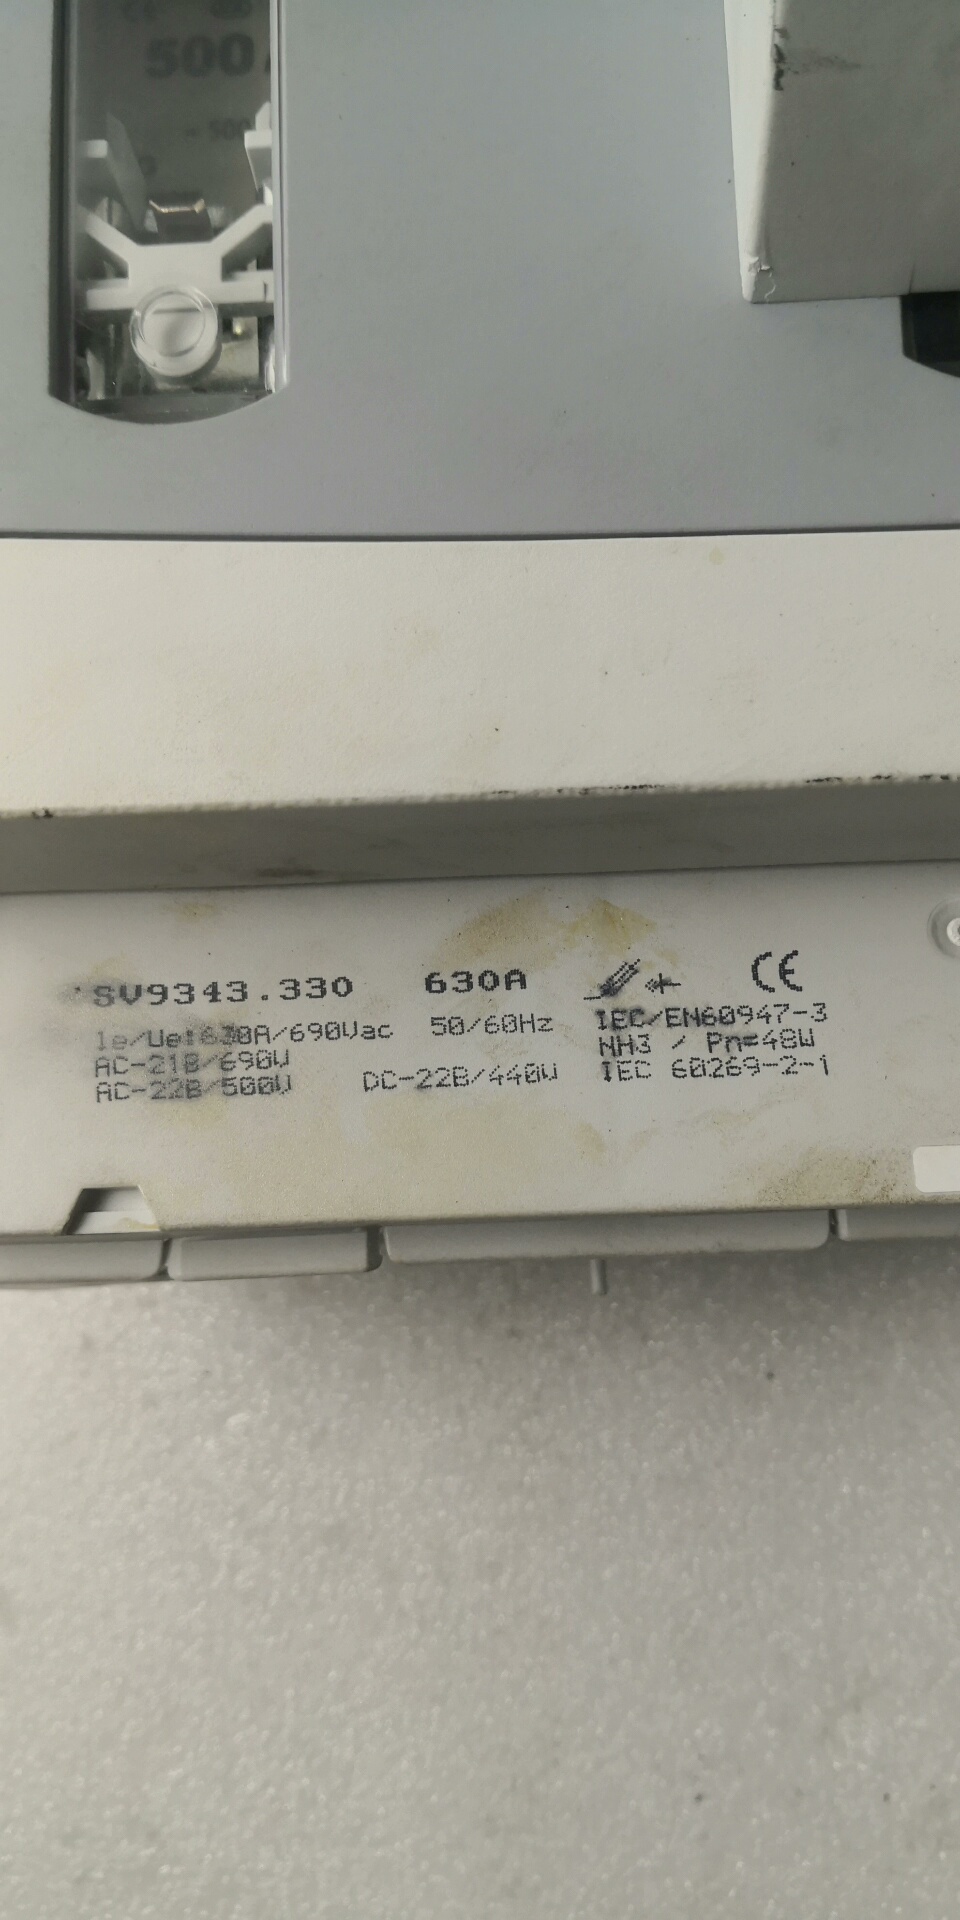 500
SV9343.330 630A CE
Ie/Ue:630A/690Vac 50/60Hz IEC/EN60947-3
AC-21B/690V NH3 / Pn=48W
AC-22B/500V DC-22B/440V IEC 60269-2-1